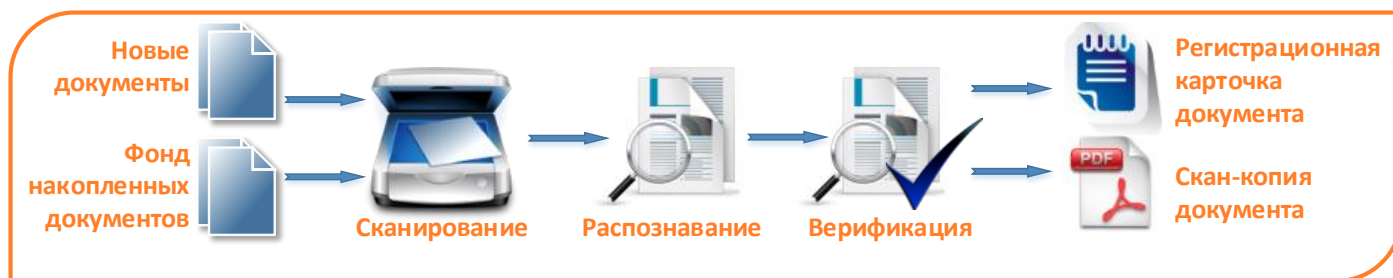 Новые
документы
Фонд
накопленных
документов
Сканирование
Распознавание
Верификация
Регистрационная
карточка
документа
PDF
Скан-копия
документа